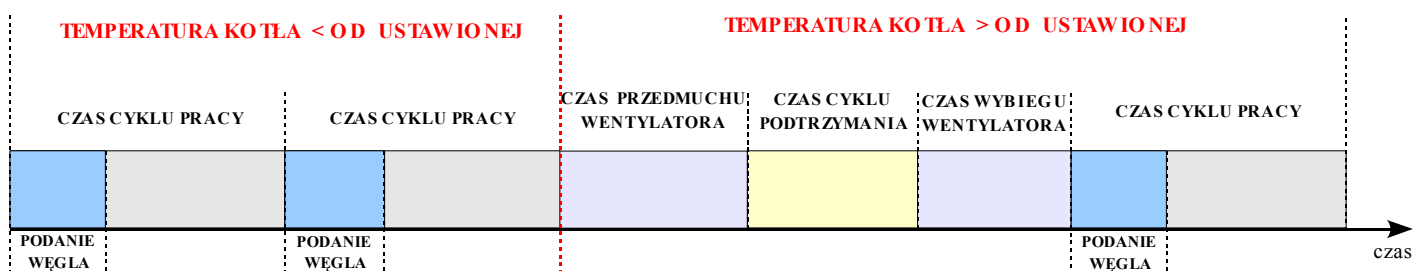 TEMPERATURA KOTŁA < OD USTAWIONEJ
TEMPERATURA KOTŁA > OD USTAWIONEJ
CZAS CYKLU PRACY
CZAS CYKLU PRACY
CZAS PRZEDMUCHU
WENTYLATORA
CZAS CYKLU
PODTRZYMANIA
CZAS WYBIEGU
WENTYLATORA
CZAS CYKLU PRACY
PODANIE
WĘGLA
PODANIE
WĘGLA
PODANIE
WĘGLA
czas